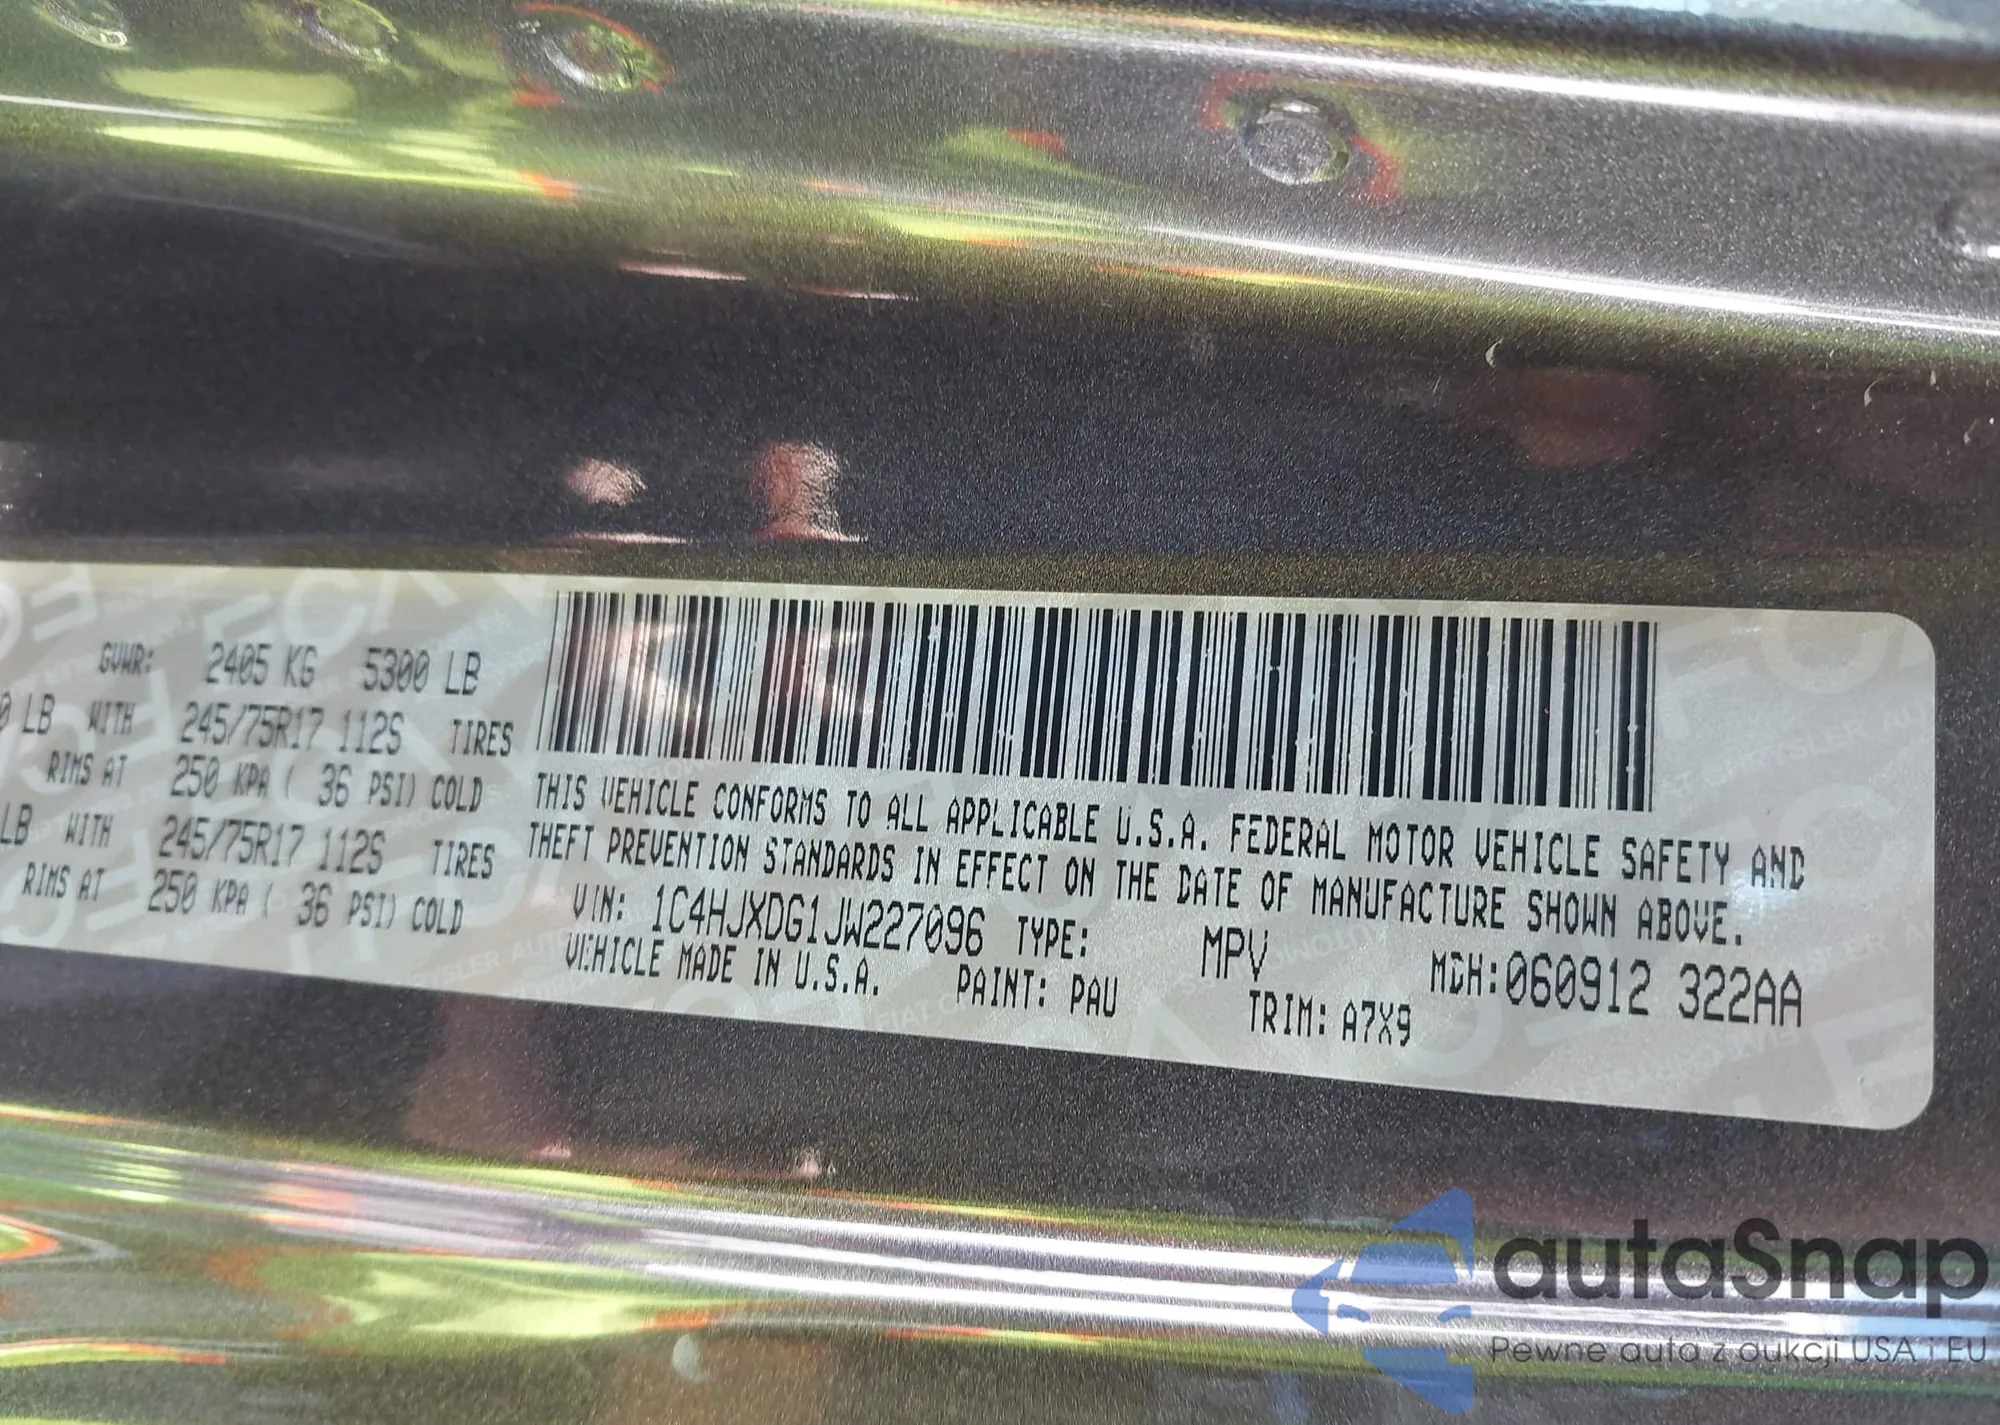 GVWR: 2405 KG 5300 LB
0 LB WITH 245/75R17 112S TIRES
RIMS AT 250 KPA ( 36 PSI) COLD
LB WITH 245/75R17 112S TIRES
RIMS AT 250 KPA ( 36 PSI) COLD
THIS VEHICLE CONFORMS TO ALL APPLICABLE U.S.A. FEDERAL MOTOR VEHICLE SAFETY AND
THEFT PREVENTION STANDARDS IN EFFECT ON THE DATE OF MANUFACTURE SHOWN ABOVE.
VIN: 1C4HJXDG1JW227096 TYPE: MPV MDH:060912 322AA
VEHICLE MADE IN U.S.A. PAINT: PAU TRIM: A7X9
autaSnap
Pewne auta z aukcji USA i EU